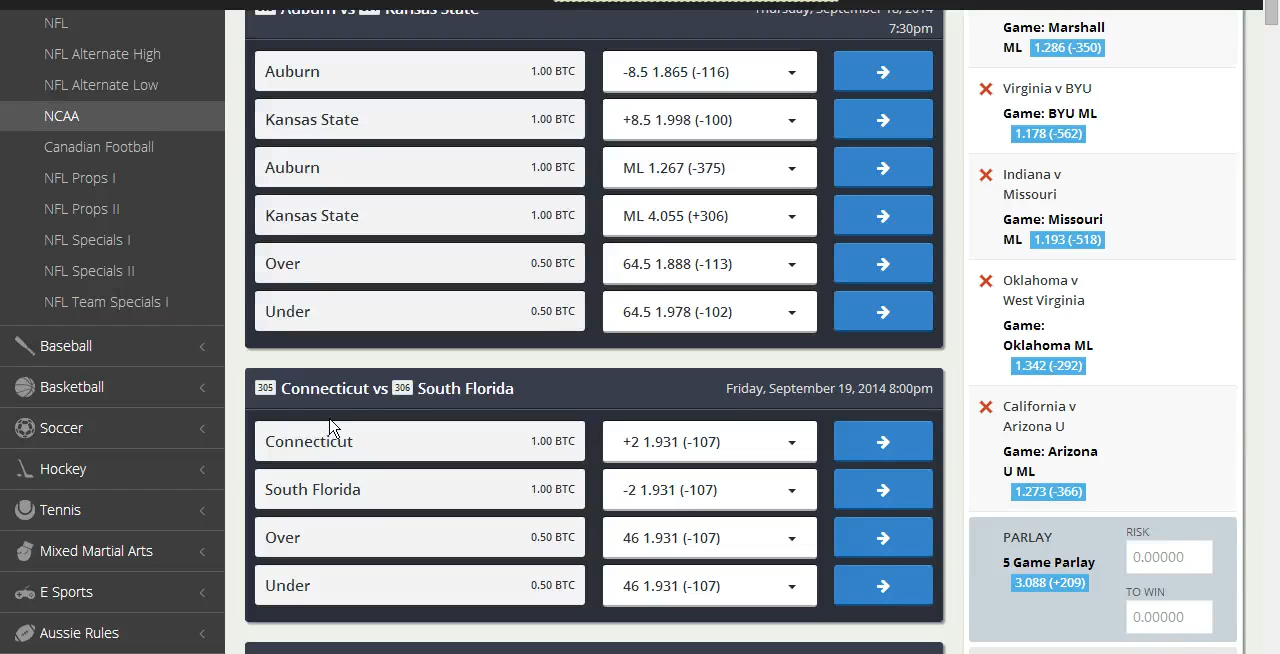 NFL
NFL Alternate High
NFL Alternate Low
NCAA
Canadian Football
NFL Props I
NFL Props II
NFL Specials I
NFL Specials II
NFL Team Specials I
Baseball
Basketball
Soccer
Hockey
Tennis
Mixed Martial Arts
E Sports
Aussie Rules
Auburn vs Kansas State
Thursday, September 18, 2014
7:30pm
Auburn 1.00 BTC -8.5 1.865 (-116)
Kansas State 1.00 BTC +8.5 1.998 (-100)
Auburn 1.00 BTC ML 1.267 (-375)
Kansas State 1.00 BTC ML 4.055 (+306)
Over 0.50 BTC 64.5 1.888 (-113)
Under 0.50 BTC 64.5 1.978 (-102)
305 Connecticut vs 306 South Florida Friday, September 19, 2014 8:00pm
Connecticut 1.00 BTC +2 1.931 (-107)
South Florida 1.00 BTC -2 1.931 (-107)
Over 0.50 BTC 46 1.931 (-107)
Under 0.50 BTC 46 1.931 (-107)
Game: Marshall
ML 1.286 (-350)
Virginia v BYU
Game: BYU ML
1.178 (-562)
Indiana v
Missouri
Game: Missouri
ML 1.193 (-518)
Oklahoma v
West Virginia
Game:
Oklahoma ML
1.342 (-292)
California v
Arizona U
Game: Arizona
U ML
1.273 (-366)
PARLAY
5 Game Parlay
3.088 (+209)
RISK
0.00000
TO WIN
0.00000